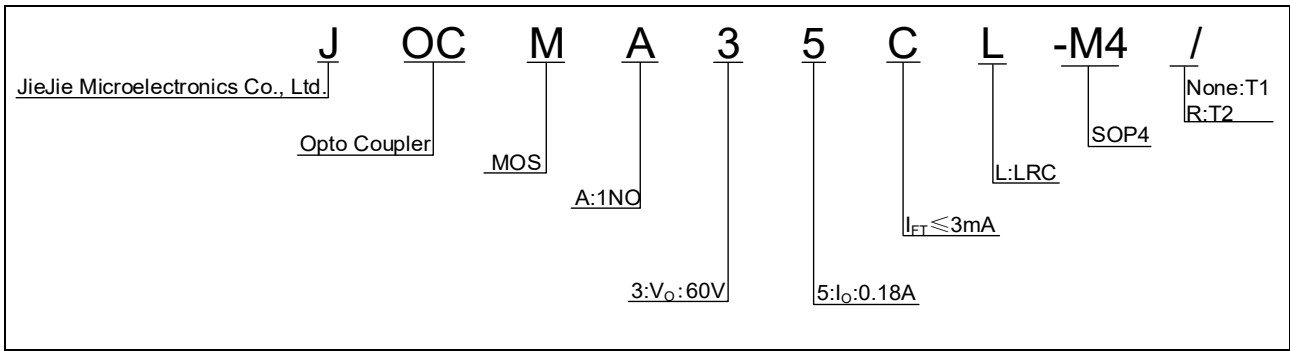 J OC M A 3 5 C L -M4 /
JieJie Microelectronics Co., Ltd.
None:T1
R:T2
Opto Coupler
SOP4
MOS
L:LRC
A:1NO
IFT≤3mA
3:VO:60V
5:IO:0.18A